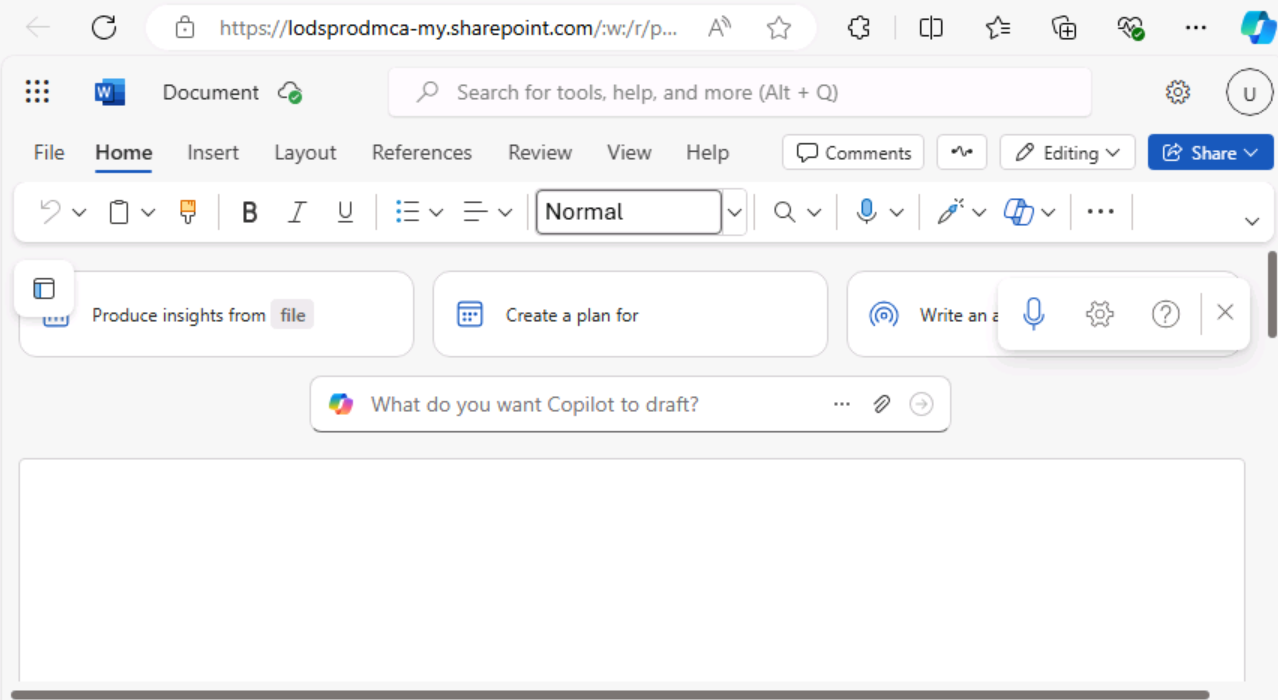 https://lodsprodmca-my.sharepoint.com/:w:/r/p...
W Document Search for tools, help, and more (Alt + Q) U
File Home Insert Layout References Review View Help Comments Editing Share
B I U Normal ...
Produce insights from file Create a plan for Write an a
What do you want Copilot to draft? ...